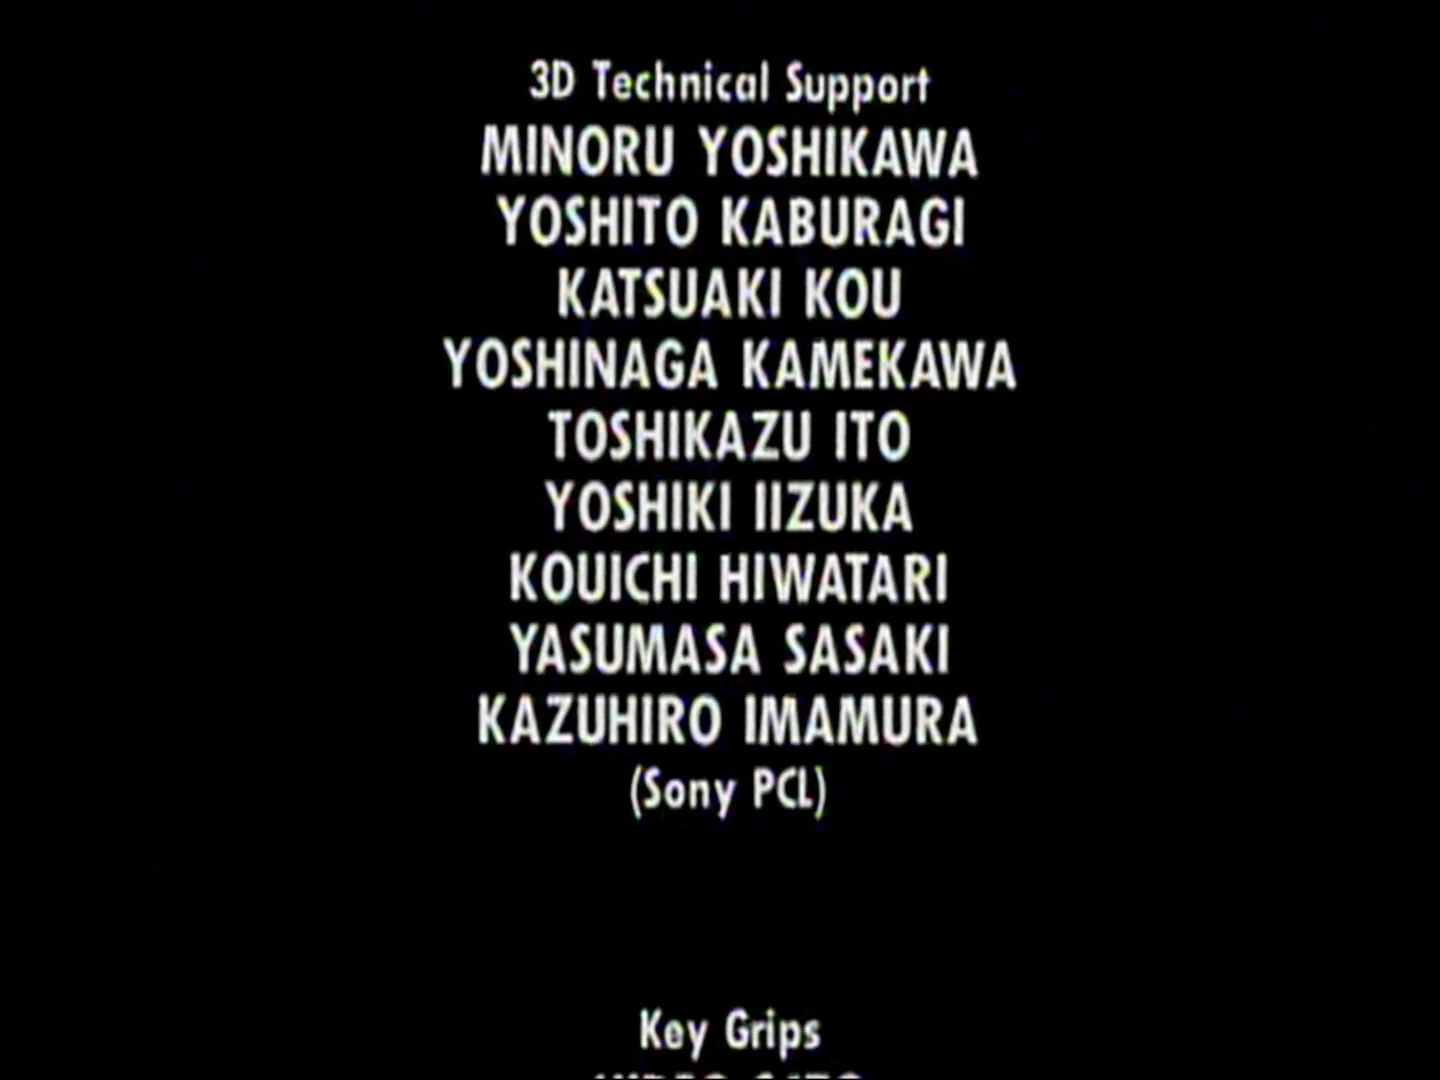 3D Technical Support
MINORU YOSHIKAWA
YOSHITO KABURAGI
KATSUAKI KOU
YOSHINAGA KAMEKAWA
TOSHIKAZU ITO
YOSHIKI IIZUKA
KOUICHI HIWATARI
YASUMASA SASAKI
KAZUHIRO IMAMURA
(Sony PCL)
Key Grips